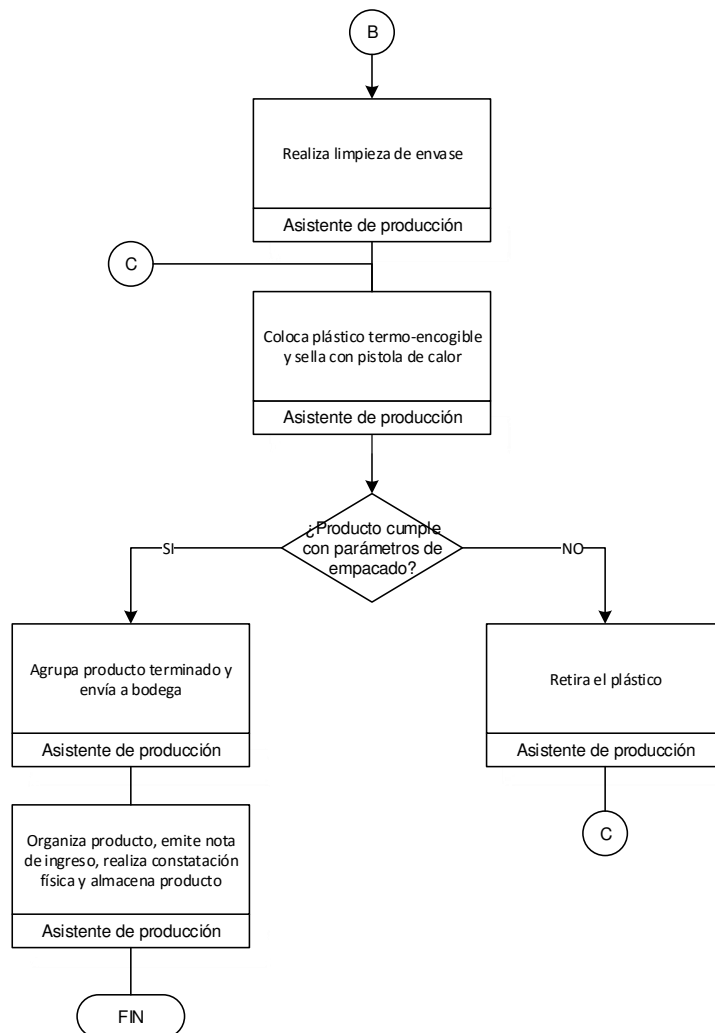 B
Realiza limpieza de envase
Asistente de producción
C
Coloca plástico termo-encogible
y sella con pistola de calor
Asistente de producción
¿Producto cumple
con parámetros de
empacado?
SI
NO
Agrupa producto terminado y
envía a bodega
Asistente de producción
Retira el plástico
Asistente de producción
Organiza producto, emite nota
de ingreso, realiza constatación
física y almacena producto
Asistente de producción
C
FIN